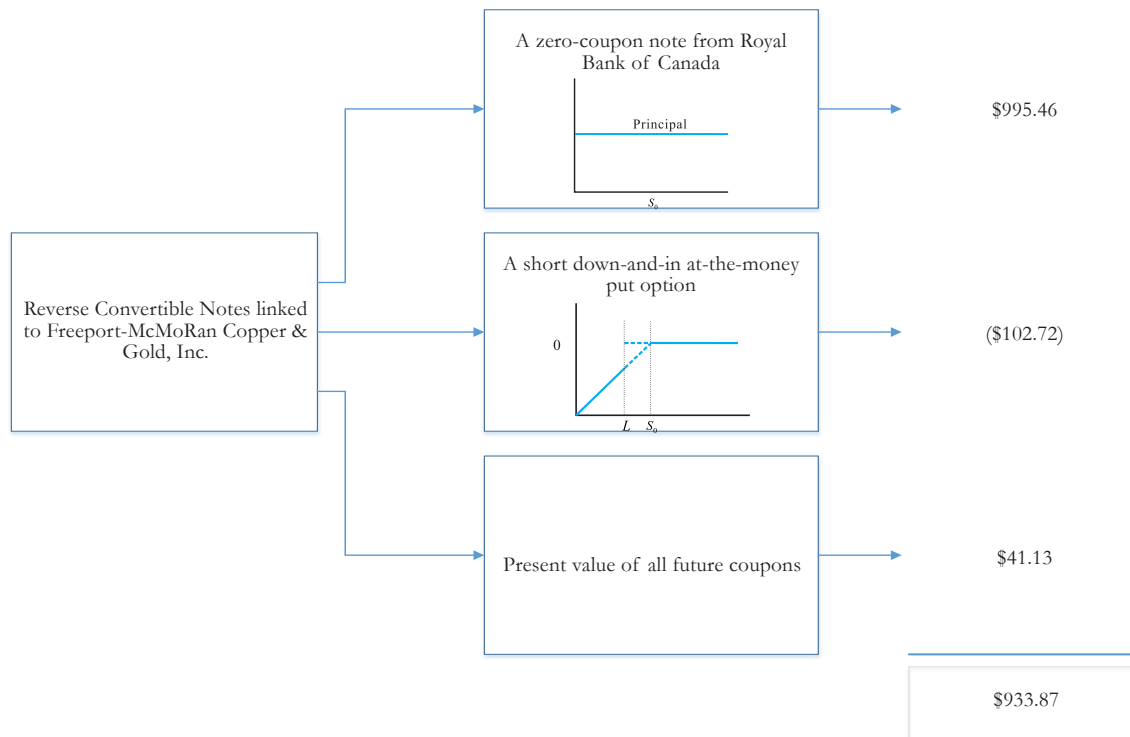 A zero-coupon note from Royal
Bank of Canada
Principal
S₀
$995.46
Reverse Convertible Notes linked
to Freeport-McMoRan Copper &
Gold, Inc.
A short down-and-in at-the-money
put option
0
L S₀
($102.72)
Present value of all future coupons
$41.13
$933.87